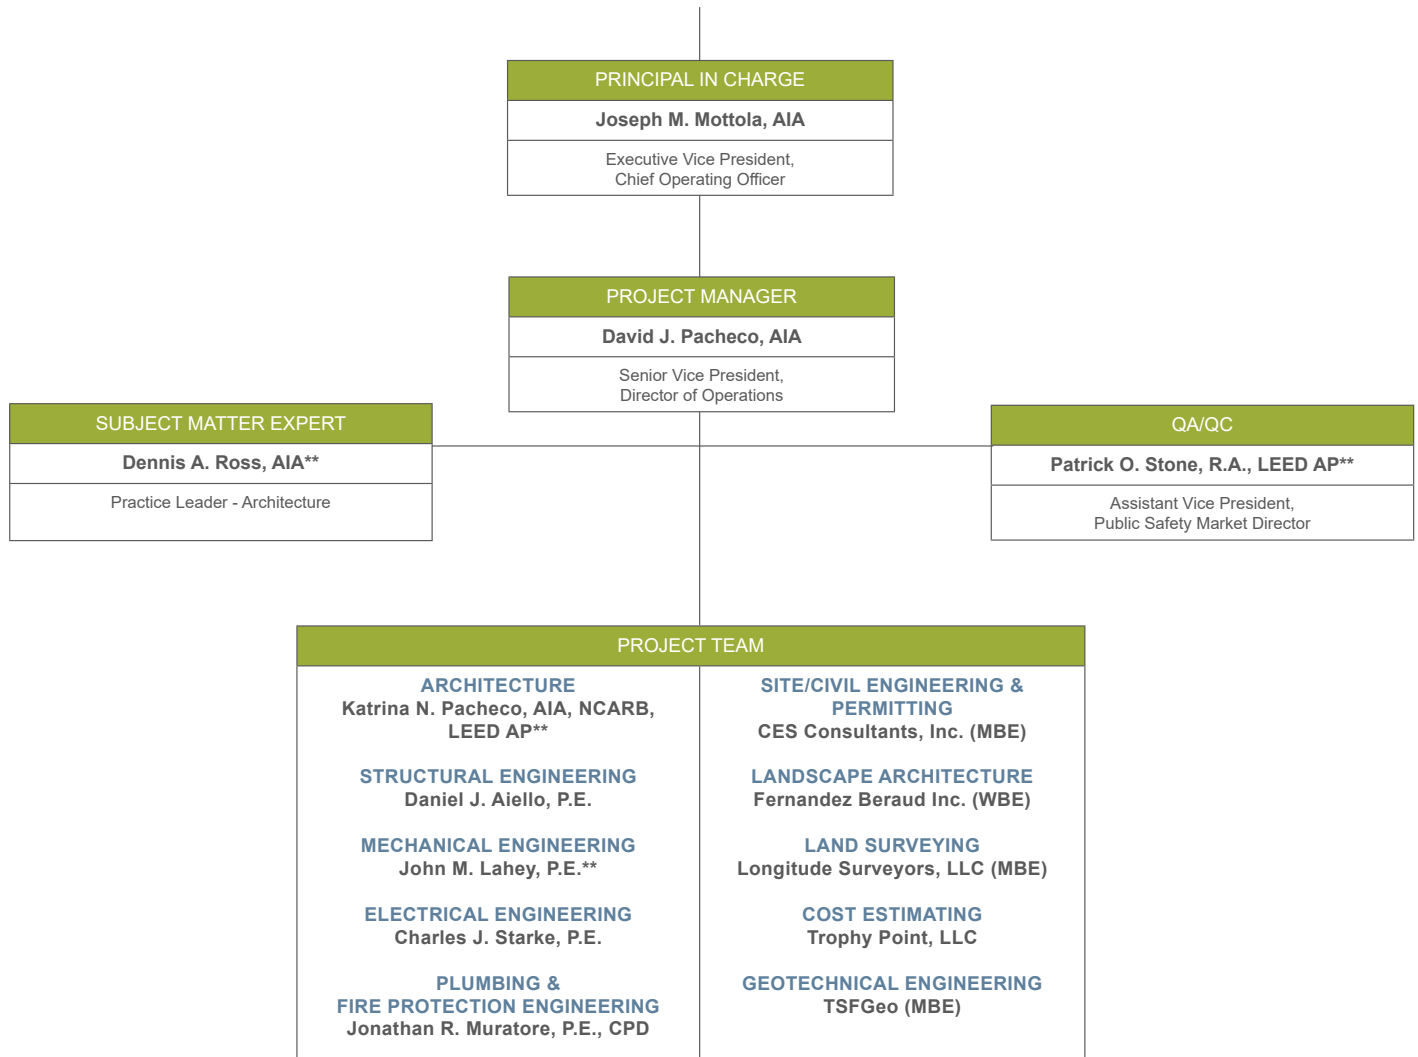 PRINCIPAL IN CHARGE
Joseph M. Mottola, AIA
Executive Vice President,
Chief Operating Officer
PROJECT MANAGER
David J. Pacheco, AIA
Senior Vice President,
Director of Operations
SUBJECT MATTER EXPERT
Dennis A. Ross, AIA**
Practice Leader - Architecture
QA/QC
Patrick O. Stone, R.A., LEED AP**
Assistant Vice President,
Public Safety Market Director
PROJECT TEAM
ARCHITECTURE
Katrina N. Pacheco, AIA, NCARB,
LEED AP**
STRUCTURAL ENGINEERING
Daniel J. Aiello, P.E.
MECHANICAL ENGINEERING
John M. Lahey, P.E.**
ELECTRICAL ENGINEERING
Charles J. Starke, P.E.
PLUMBING &
FIRE PROTECTION ENGINEERING
Jonathan R. Muratore, P.E., CPD
SITE/CIVIL ENGINEERING &
PERMITTING
CES Consultants, Inc. (MBE)
LANDSCAPE ARCHITECTURE
Fernandez Beraud Inc. (WBE)
LAND SURVEYING
Longitude Surveyors, LLC (MBE)
COST ESTIMATING
Trophy Point, LLC
GEOTECHNICAL ENGINEERING
TSFGeo (MBE)